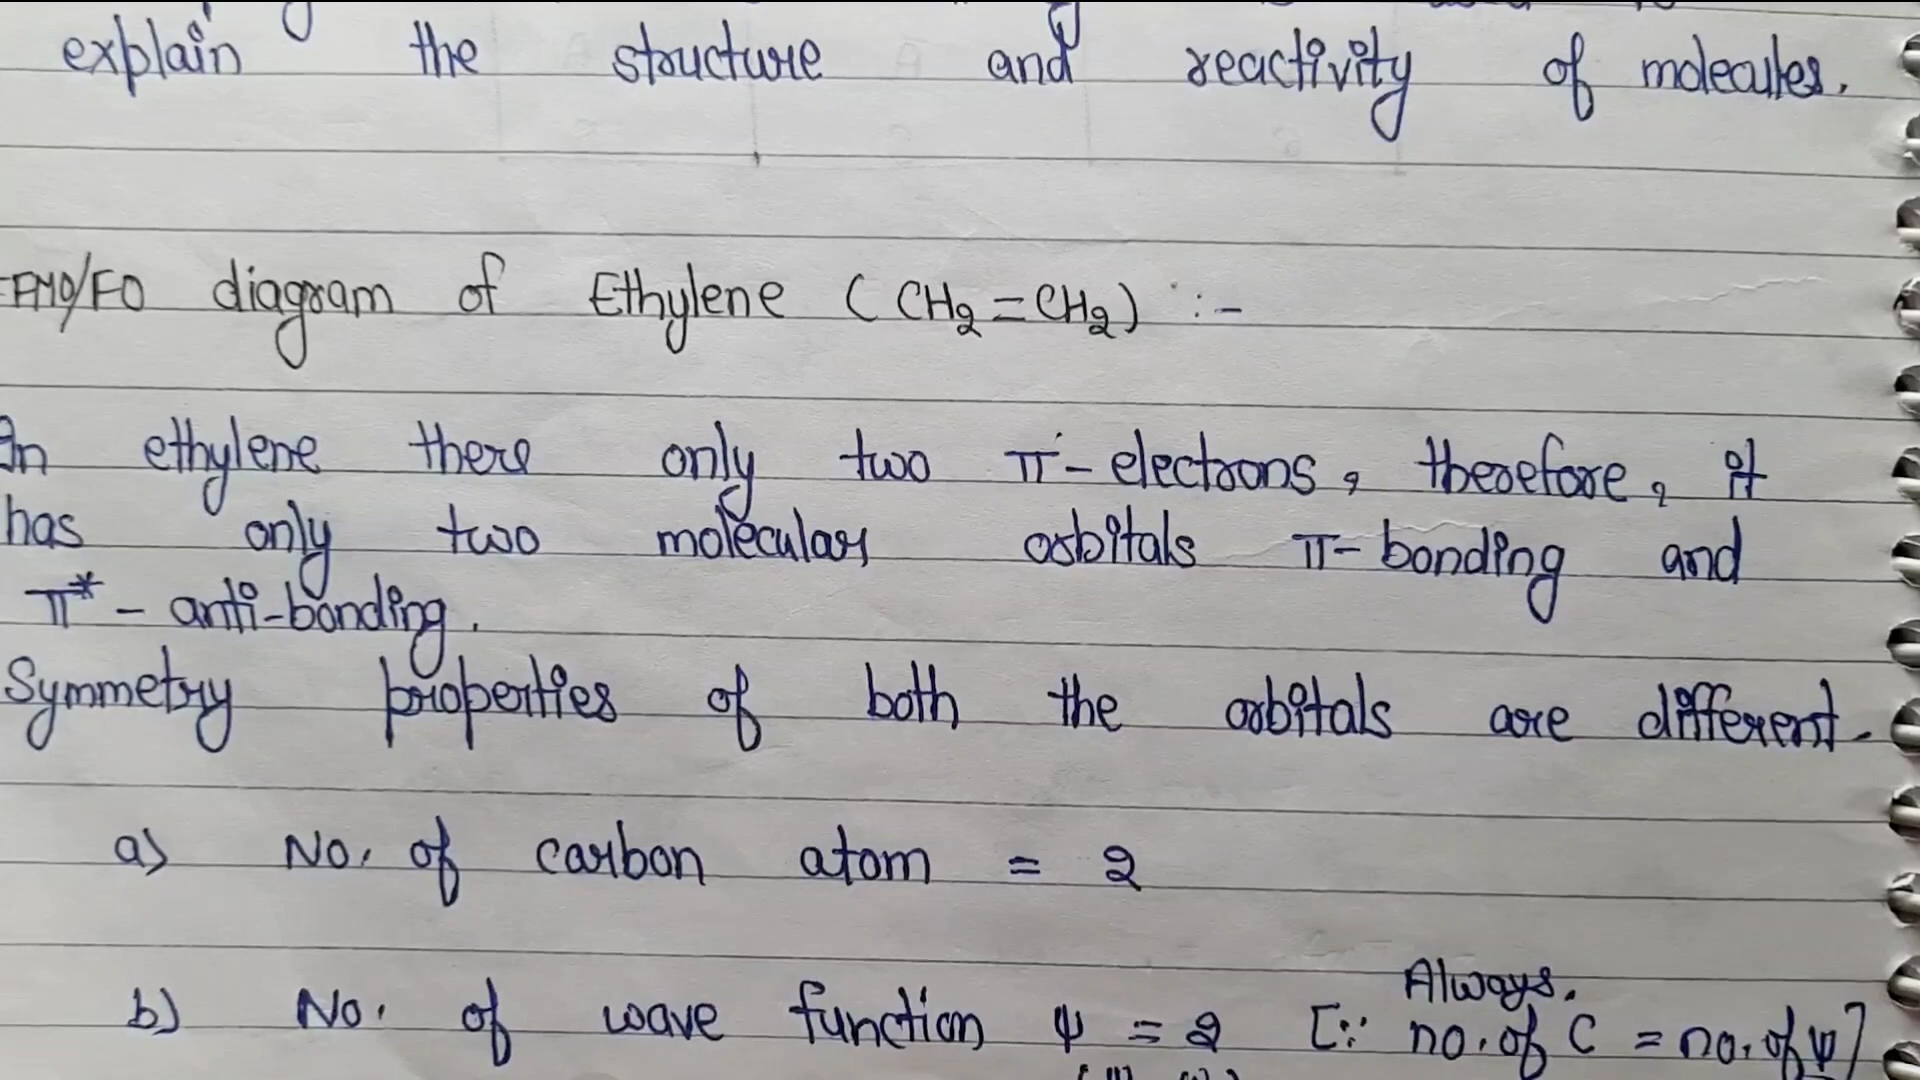 explain the structure and reactivity of molecules.
FMO/FO diagram of Ethylene (CH₂=CH₂) :-
In ethylene there only two π-electrons, therefore, it
has only two molecular orbitals π-bonding and
π* - anti-bonding.
Symmetry properties of both the orbitals are different.
a) No. of carbon atom = 2
Always.
b) No. of wave function ψ = 2 [∵ no. of C = no. of ψ]